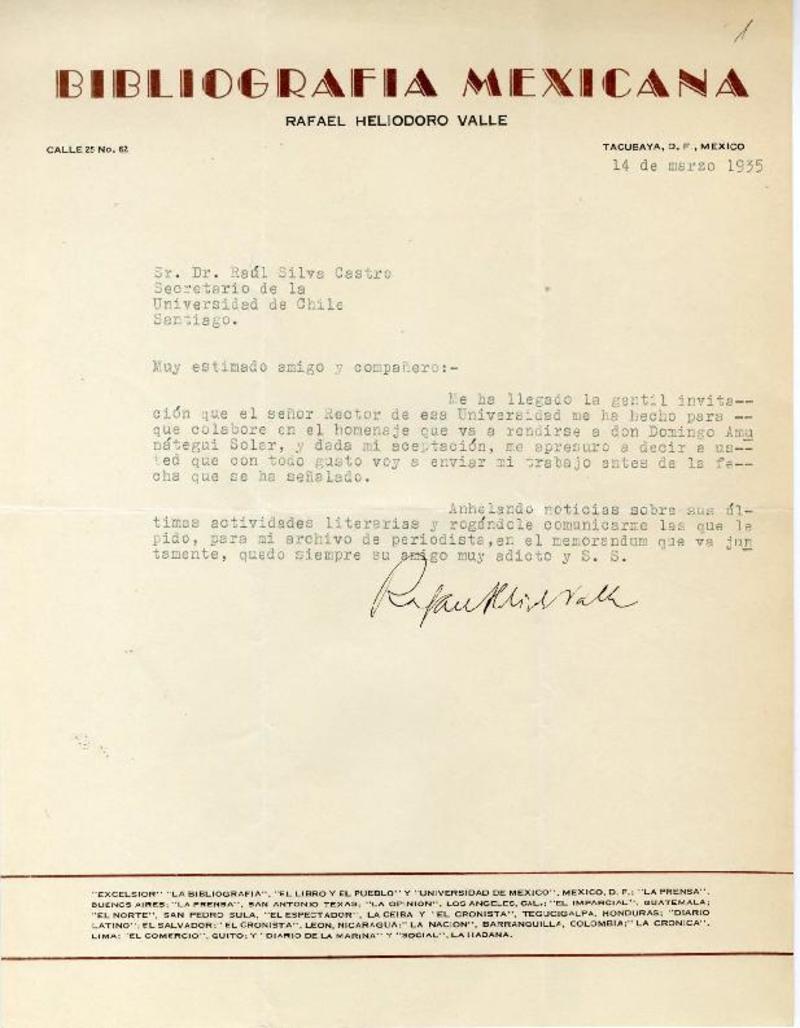 1
BIBLIOGRAFIA MEXICANA
RAFAEL HELIODORO VALLE
CALLE 25 No. 62
TACUBAYA, D. F., MEXICO
14 de marzo 1935
Sr. Dr. Raúl Silva Castro
Secretario de la
Universidad de Chile
Santiago.
Muy estimado amigo y compañero:-
Me ha llegado la gentil invita--
ción que el señor Rector de esa Universidad me ha hecho para --
que colabore en el homenaje que va a rendirse a don Domingo Amu
nátegui Solar, y dada mi aceptación, me apresuro a decir a us--
ted que con todo gusto voy a enviar mi trabajo antes de la fe--
cha que se ha señalado.
Anhelando noticias sobre sus úl-
timas actividades literarias y rogándole comunicarme las que le
pido, para mi archivo de periodista,en el memorandum que va jun
tamente, quedo siempre su amigo muy adicto y S. S.
Rafael Heliodoro Valle
"EXCELSIOR" "LA BIBLIOGRAFIA", "EL LIBRO Y EL PUEBLO" Y "UNIVERSIDAD DE MEXICO", MEXICO, D. F.; "LA PRENSA",
BUENOS AIRES; "LA PRENSA", SAN ANTONIO TEXAS; "LA OPINION", LOS ANGELES, CAL.; "EL IMPARCIAL", GUATEMALA;
"EL NORTE", SAN PEDRO SULA, "EL ESPECTADOR", LA CEIBA Y "EL CRONISTA", TEGUCIGALPA, HONDURAS; "DIARIO
LATINO", EL SALVADOR; "EL CRONISTA", LEON, NICARAGUA; "LA NACION", BARRANQUILLA, COLOMBIA; "LA CRONICA",
LIMA; "EL COMERCIO", QUITO; Y "DIARIO DE LA MARINA" Y "SOCIAL", LA HABANA.